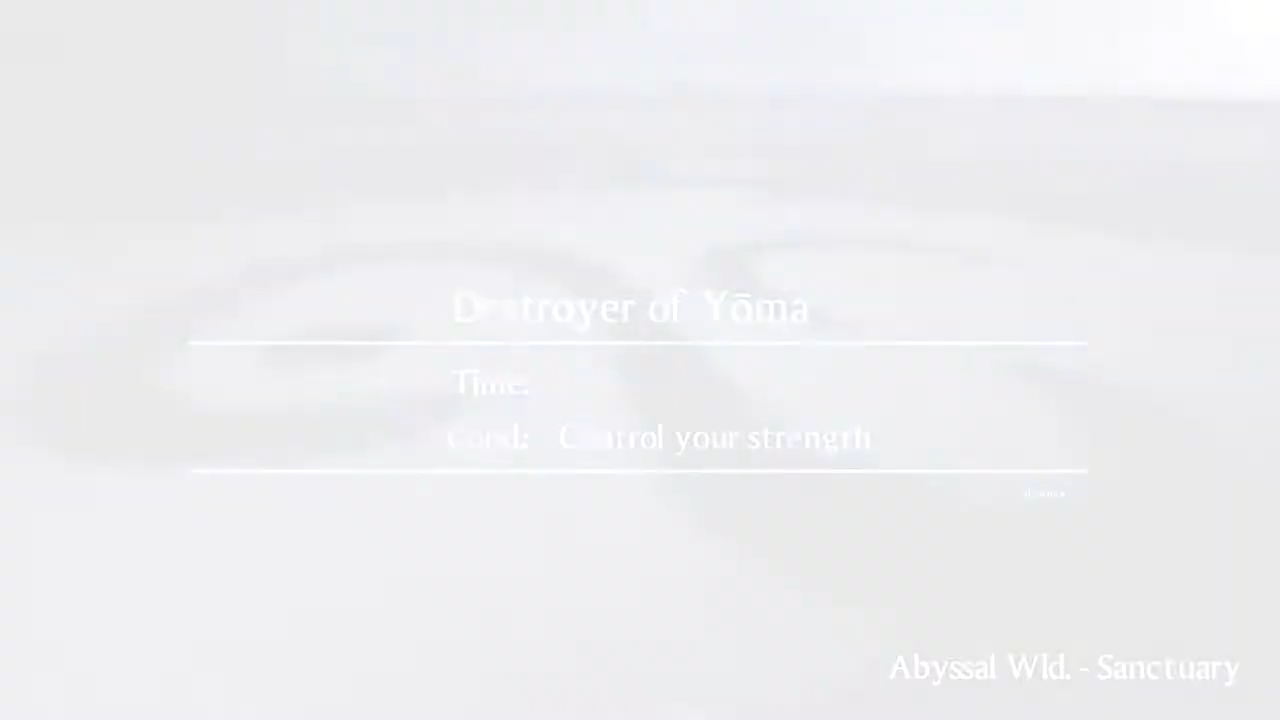 Destroyer of Yōma
Time:
Cond: Control your strength
Abyssal Wld. - Sanctuary